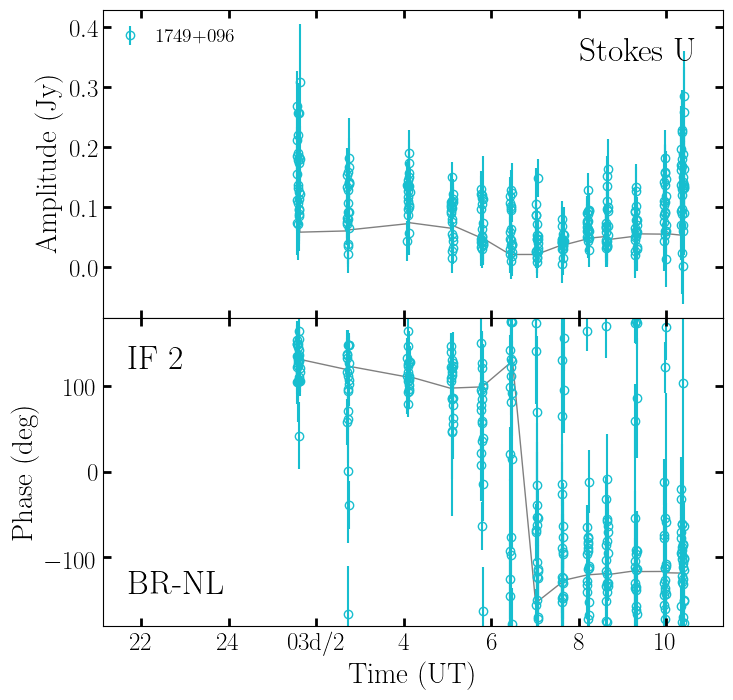 1749+096
Stokes U
Amplitude (Jy)
0.4
0.3
0.2
0.1
0.0
IF 2
BR-NL
Phase (deg)
100
0
−100
22 24 03d/2 4 6 8 10
Time (UT)